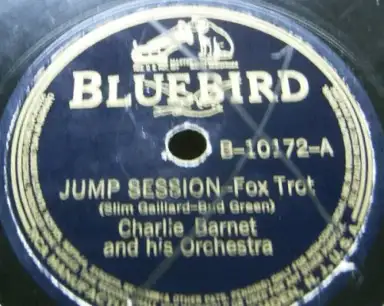 BLUEBIRD
B-10172-A
JUMP SESSION-Fox Trot
(Slim Gaillard-Bud Green)
Charlie Barnet
and his Orchestra